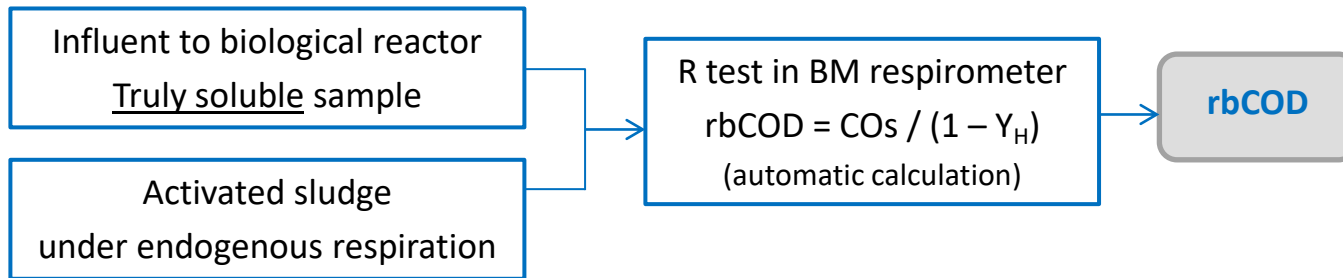 Influent to biological reactor
Truly soluble sample
Activated sludge
under endogenous respiration
R test in BM respirometer
rbCOD = COs / (1 – Y_H)
(automatic calculation)
rbCOD